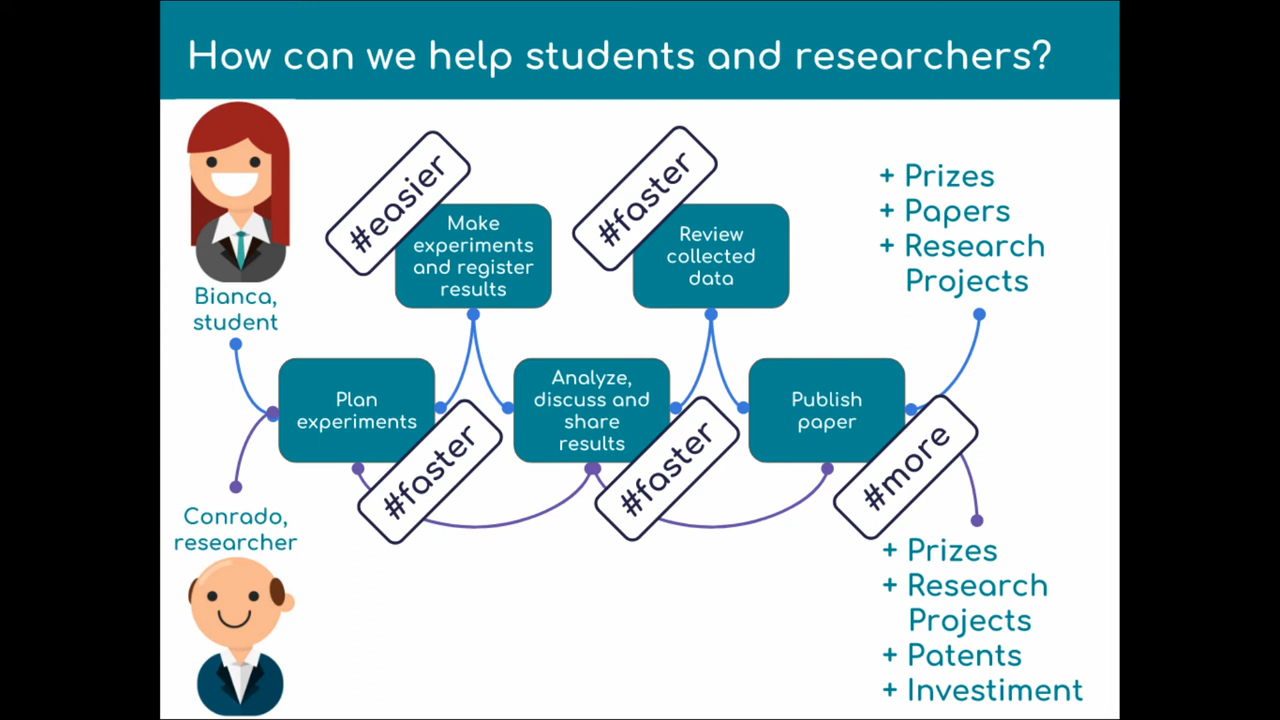 How can we help students and researchers?
Bianca,
student
#easier
Make
experiments
and register
results
#faster
Review
collected
data
+ Prizes
+ Papers
+ Research
Projects
Plan
experiments
#faster
Analyze,
discuss and
share
results
#faster
Publish
paper
#more
Conrado,
researcher
+ Prizes
+ Research
Projects
+ Patents
+ Investiment